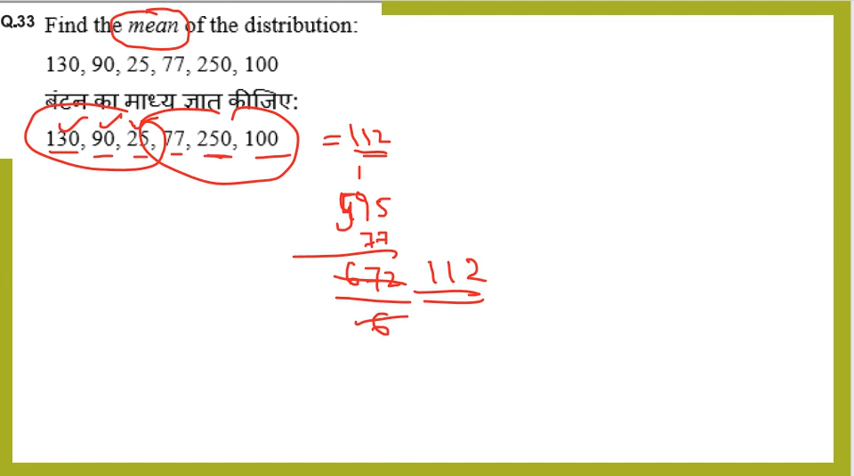 Q.33 Find the mean of the distribution:
130, 90, 25, 77, 250, 100
बंटन का माध्य ज्ञात कीजिए:
130, 90, 25, 77, 250, 100
= 112
1
595
77
672 112
6